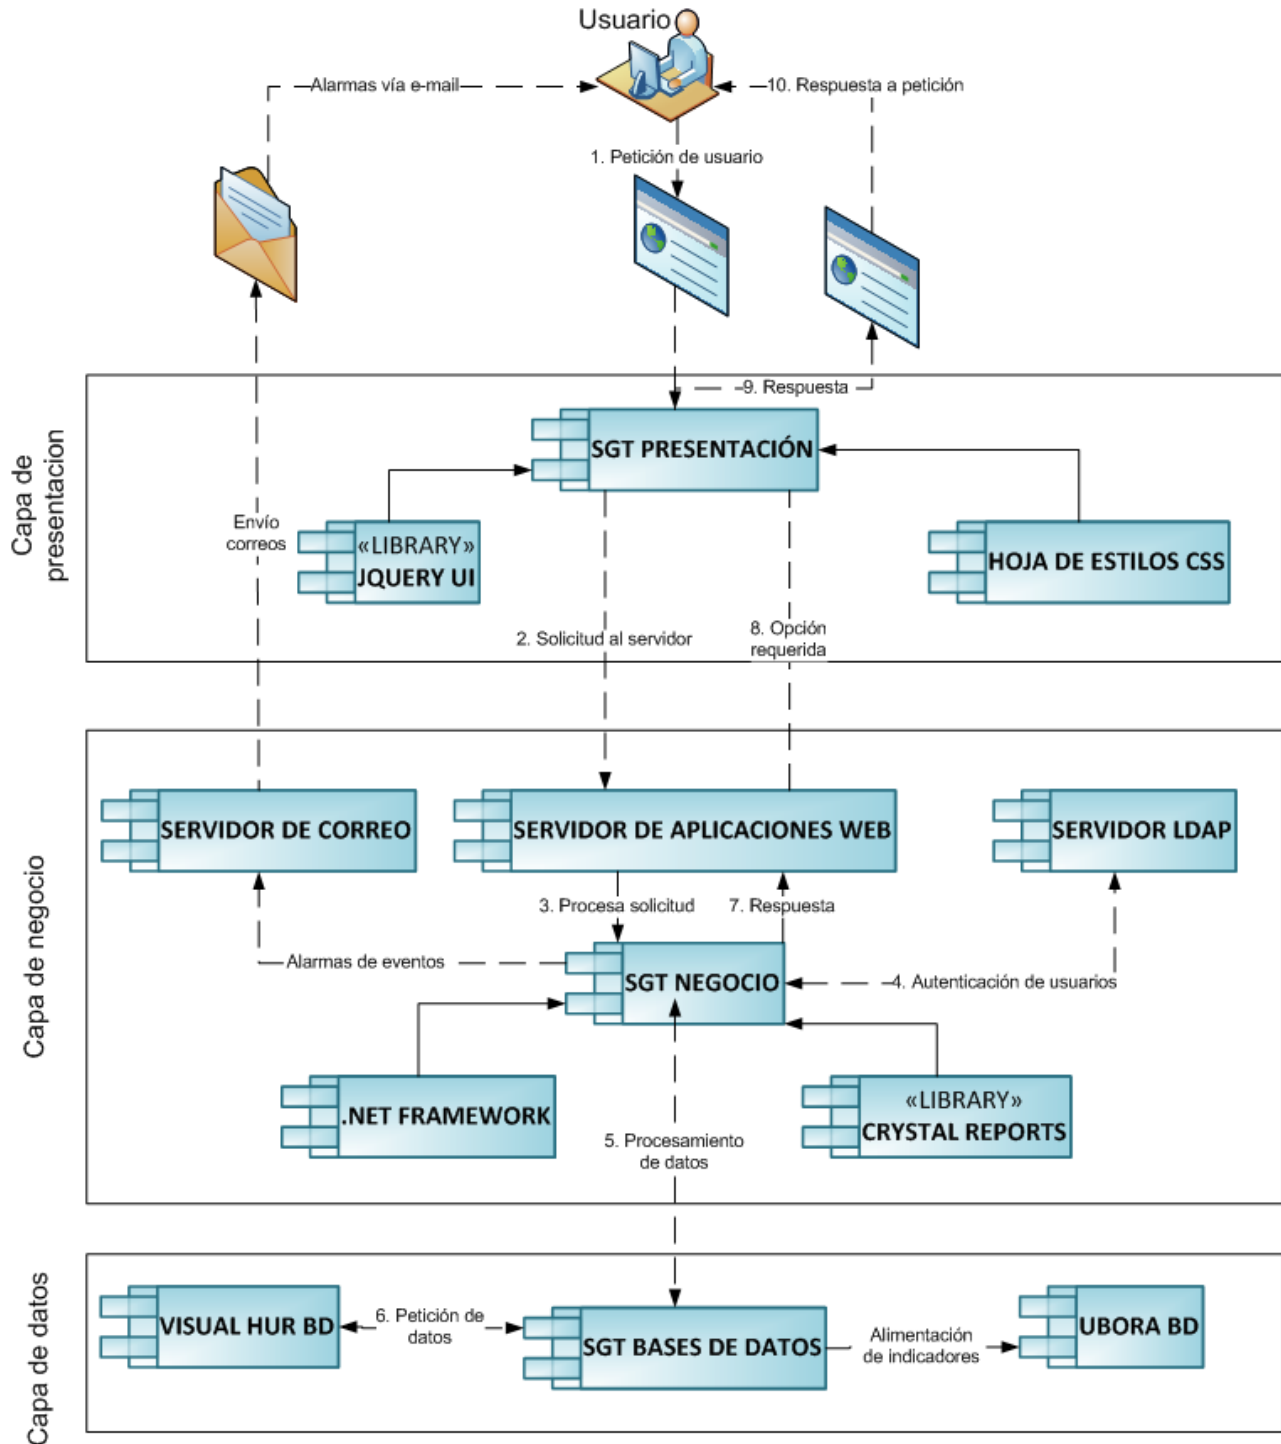 Usuario
Alarmas vía e-mail
10. Respuesta a petición
1. Petición de usuario
9. Respuesta
Capa de
presentacion
SGT PRESENTACIÓN
Envío
correos
«LIBRARY»
JQUERY UI
HOJA DE ESTILOS CSS
2. Solicitud al servidor
8. Opción
requerida
Capa de negocio
SERVIDOR DE CORREO
SERVIDOR DE APLICACIONES WEB
SERVIDOR LDAP
3. Procesa solicitud
7. Respuesta
Alarmas de eventos
SGT NEGOCIO
4. Autenticación de usuarios
.NET FRAMEWORK
«LIBRARY»
CRYSTAL REPORTS
5. Procesamiento
de datos
Capa de datos
VISUAL HUR BD
6. Petición de
datos
SGT BASES DE DATOS
Alimentación
de indicadores
UBORA BD